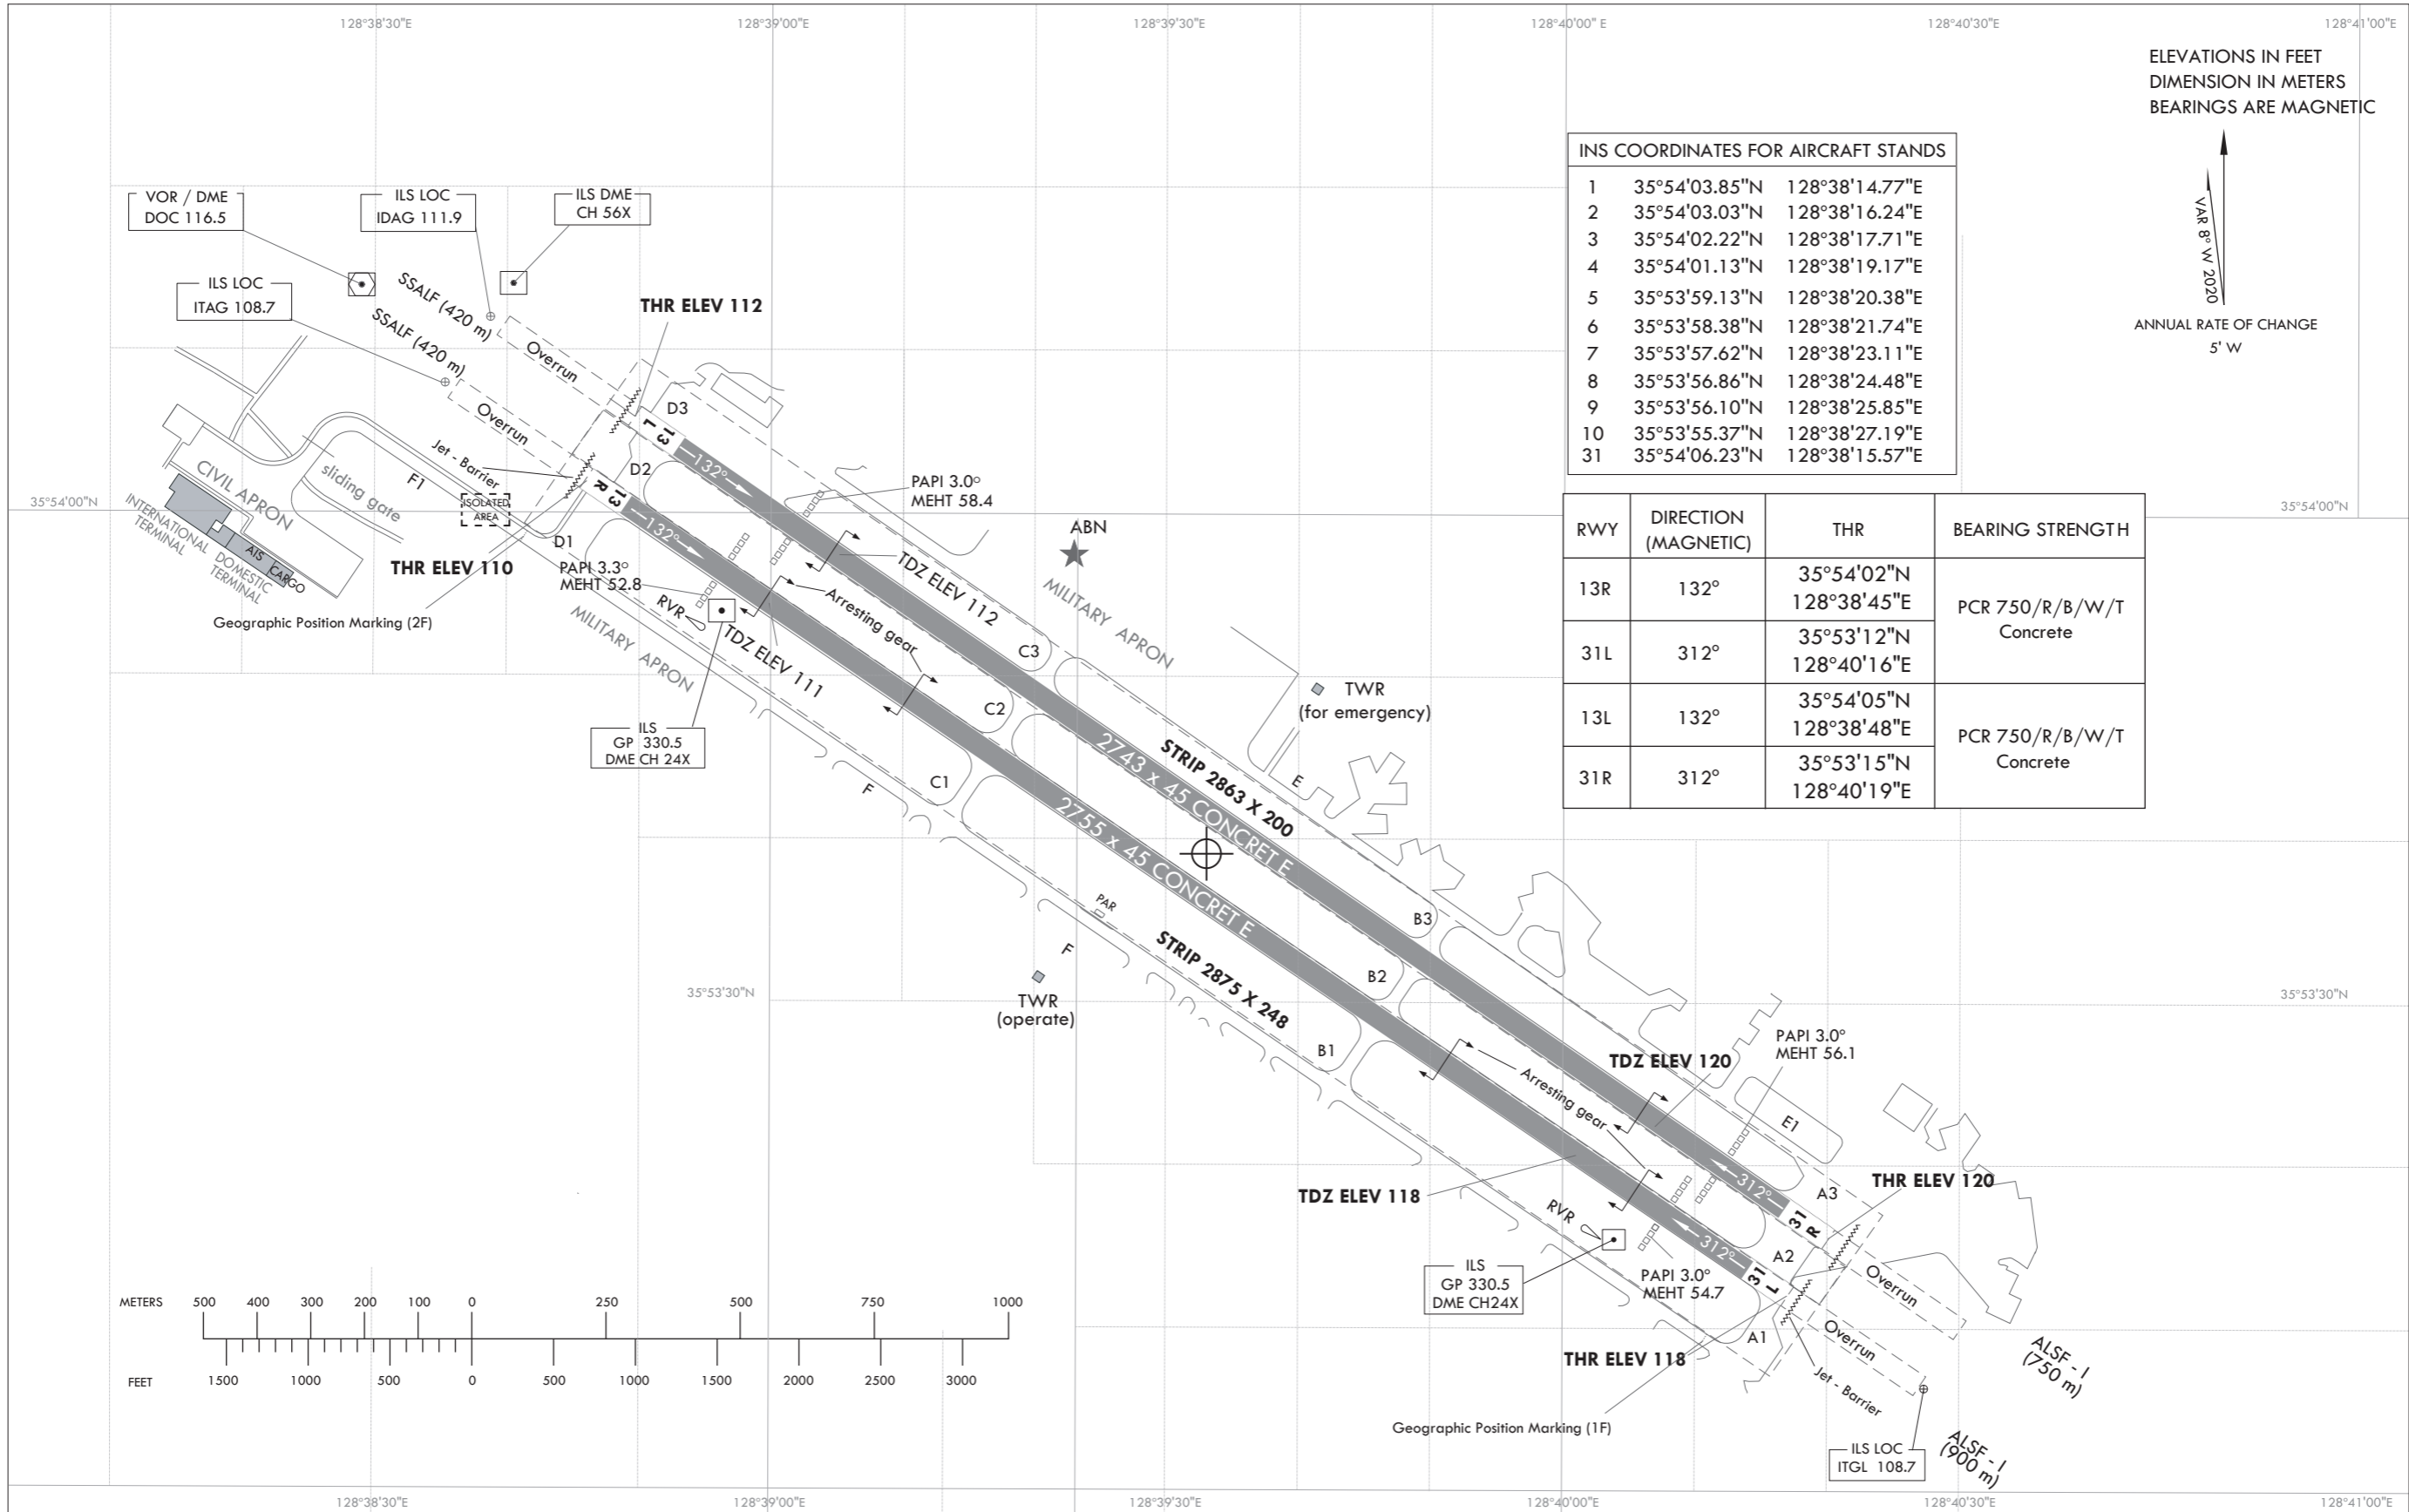 128°38'30"E
128°39'00"E
128°39'30"E
128°40'00" E
128°40'30"E
128°41'00"E
ELEVATIONS IN FEET
DIMENSION IN METERS
BEARINGS ARE MAGNETIC
VAR 8° W 2020
ANNUAL RATE OF CHANGE
5' W
INS COORDINATES FOR AIRCRAFT STANDS
1 35°54'03.85"N 128°38'14.77"E
2 35°54'03.03"N 128°38'16.24"E
3 35°54'02.22"N 128°38'17.71"E
4 35°54'01.13"N 128°38'19.17"E
5 35°53'59.13"N 128°38'20.38"E
6 35°53'58.38"N 128°38'21.74"E
7 35°53'57.62"N 128°38'23.11"E
8 35°53'56.86"N 128°38'24.48"E
9 35°53'56.10"N 128°38'25.85"E
10 35°53'55.37"N 128°38'27.19"E
31 35°54'06.23"N 128°38'15.57"E
RWY DIRECTION (MAGNETIC) THR BEARING STRENGTH
13R 132° 35°54'02"N 128°38'45"E
PCR 750/R/B/W/T
Concrete
31L 312° 35°53'12"N 128°40'16"E
13L 132° 35°54'05"N 128°38'48"E
PCR 750/R/B/W/T
Concrete
31R 312° 35°53'15"N 128°40'19"E
VOR / DME
DOC 116.5
ILS LOC
IDAG 111.9
ILS DME
CH 56X
ILS LOC
ITAG 108.7
SSALF (420 m)
SSALF (420 m)
THR ELEV 112
Overrun
Overrun
D3
13 L
D2
132°
Jet - Barrier
13 R
132°
CIVIL APRON
sliding gate
F1
ISOLATED
AREA
35°54'00"N
35°54'00"N
INTERNATIONAL
TERMINAL
DOMESTIC
TERMINAL
AIS
CARGO
D1
THR ELEV 110
Geographic Position Marking (2F)
PAPI 3.3°
MEHT 52.8
PAPI 3.0°
MEHT 58.4
ABN
TDZ ELEV 112
MILITARY APRON
RVR
MILITARY APRON
TDZ ELEV 111
Arresting gear
C3
C2
C1
ILS
GP 330.5
DME CH 24X
F
TWR
(for emergency)
E
2743 x 45 CONCRET E
STRIP 2863 X 200
2755 x 45 CONCRET E
STRIP 2875 X 248
PAR
F
TWR
(operate)
B3
B2
B1
35°53'30"N
35°53'30"N
PAPI 3.0°
MEHT 56.1
TDZ ELEV 120
Arresting gear
E1
TDZ ELEV 118
THR ELEV 120
A3
312°
31 R
RVR
312°
A2
31 L
ILS
GP 330.5
DME CH24X
PAPI 3.0°
MEHT 54.7
Overrun
Overrun
A1
THR ELEV 118
Jet - Barrier
ALSF - I
(750 m)
Geographic Position Marking (1F)
ILS LOC
ITGL 108.7
ALSF - I
(900 m)
METERS 500 400 300 200 100 0 250 500 750 1000
FEET 1500 1000 500 0 500 1000 1500 2000 2500 3000
128°38'30"E
128°39'00"E
128°39'30"E
128°40'00"E
128°40'30"E
128°41'00"E